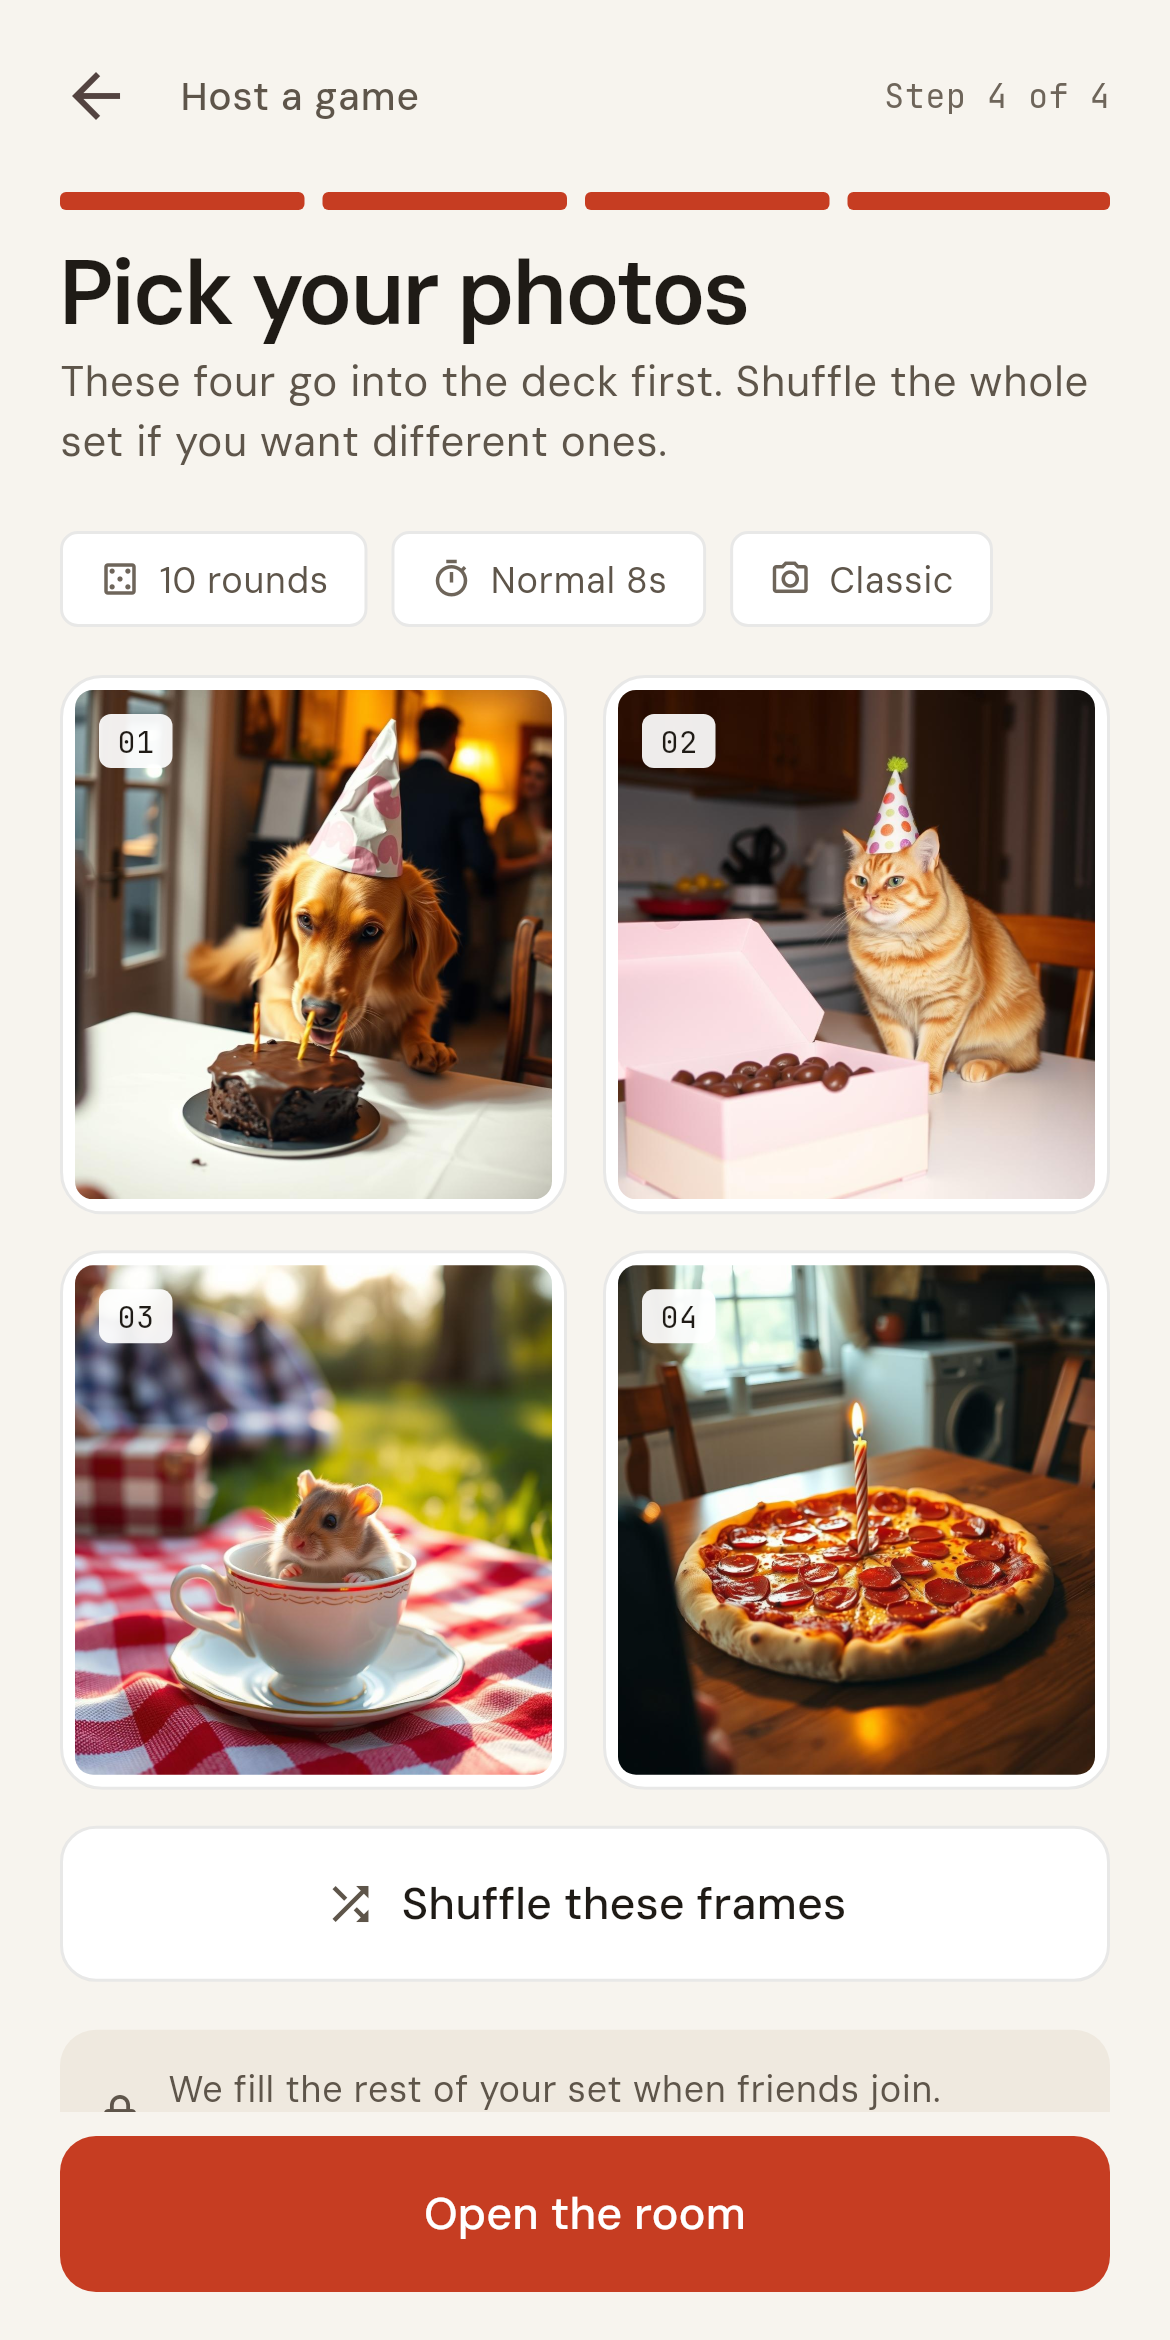 Host a game
Step 4 of 4
Pick your photos
These four go into the deck first. Shuffle the whole
set if you want different ones.
10 rounds
Normal 8s
Classic
01
02
03
04
Shuffle these frames
We fill the rest of your set when friends join.
Open the room